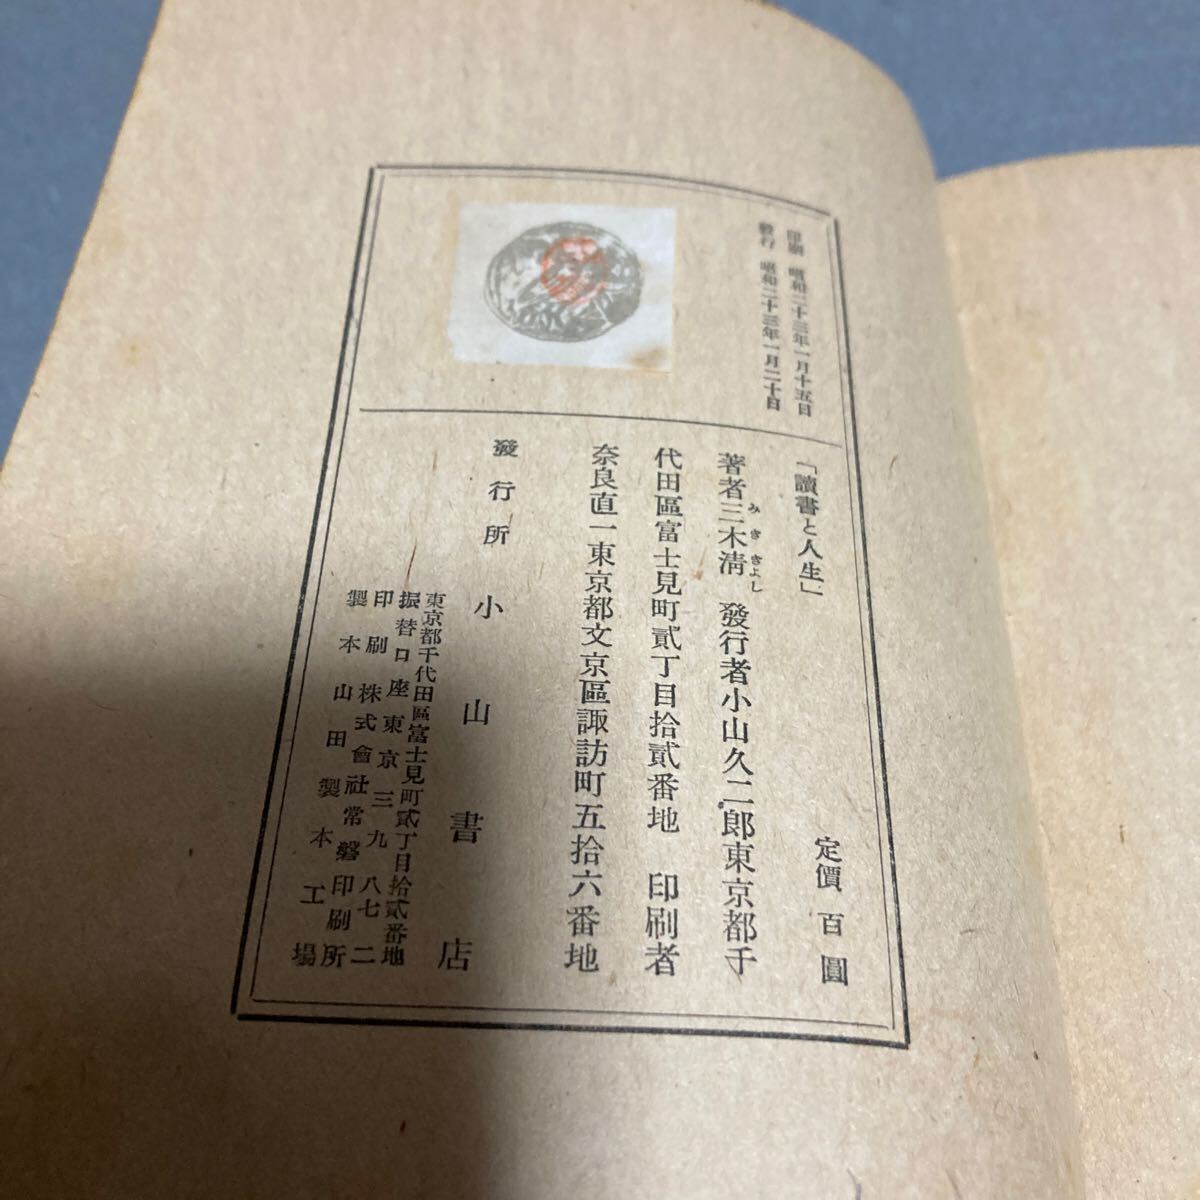 印刷 昭和二十三年一月十五日
發行 昭和二十三年一月二十日
「讀書と人生」 定價百圓
著者三木淸 發行者小山久二郎東京都千
みききよし
代田區富士見町貳丁目拾貳番地 印刷者
奈良直一東京都文京區諏訪町五拾六番地
發行所 小山書店
東京都千代田區富士見町貳丁目拾貳番地
振替口座東京三九八七二
印刷株式會社常磐印刷所
製本山田製本工場